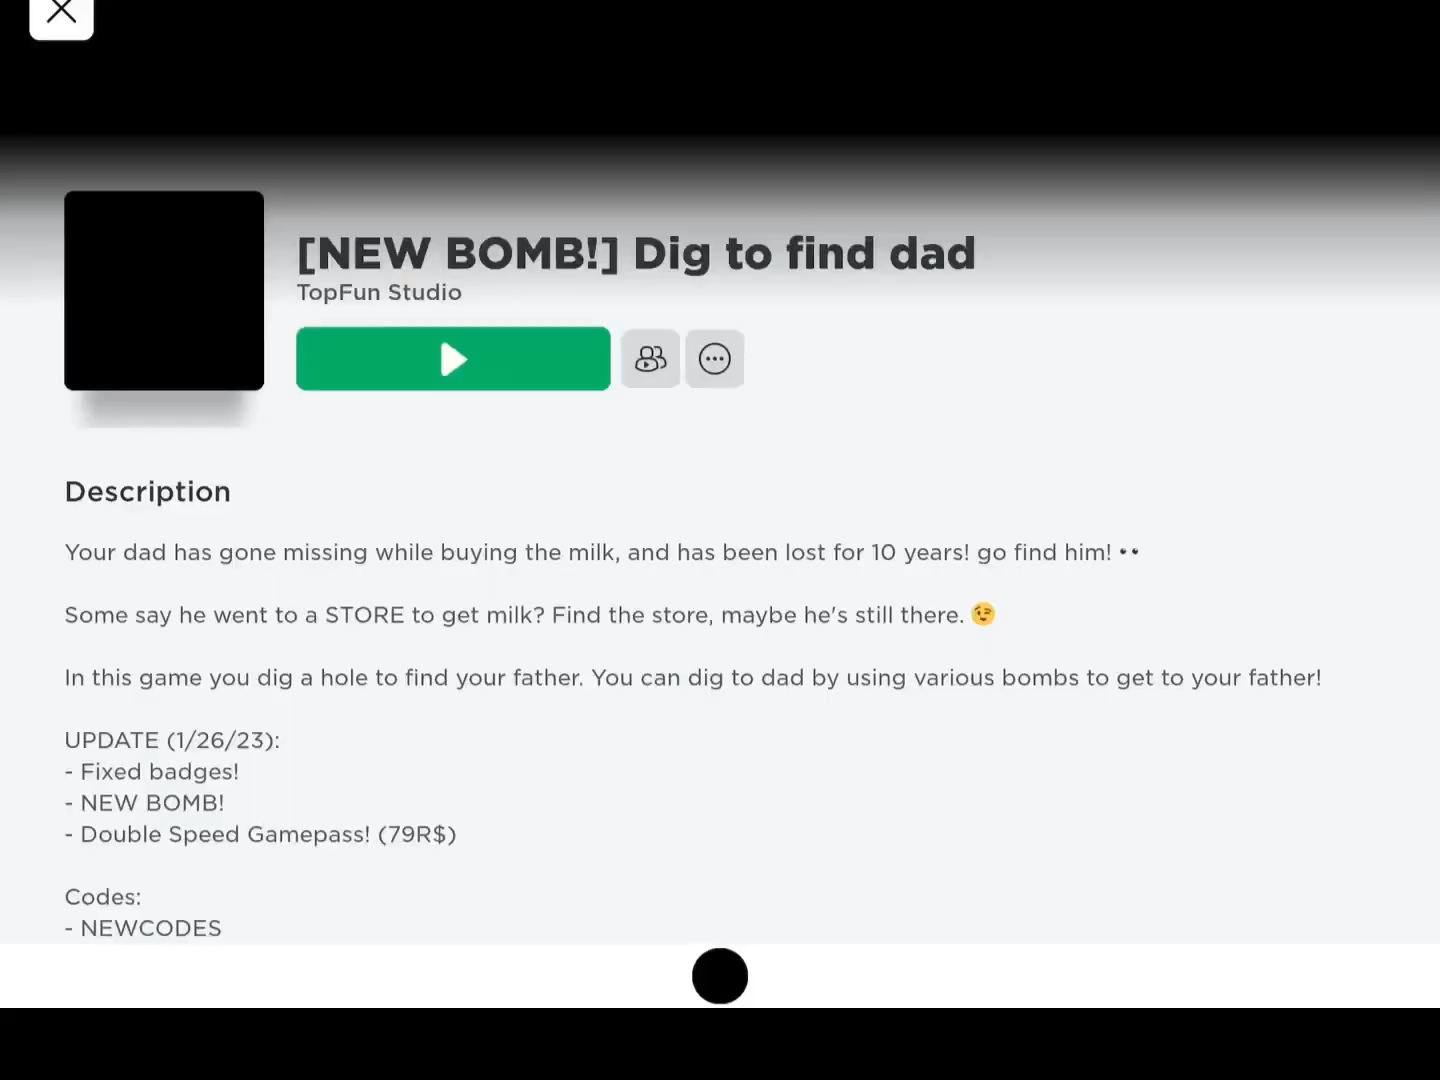 [NEW BOMB!] Dig to find dad
TopFun Studio
Description
Your dad has gone missing while buying the milk, and has been lost for 10 years! go find him! 👀
Some say he went to a STORE to get milk? Find the store, maybe he's still there. 😉
In this game you dig a hole to find your father. You can dig to dad by using various bombs to get to your father!
UPDATE (1/26/23):
- Fixed badges!
- NEW BOMB!
- Double Speed Gamepass! (79R$)
Codes:
- NEWCODES